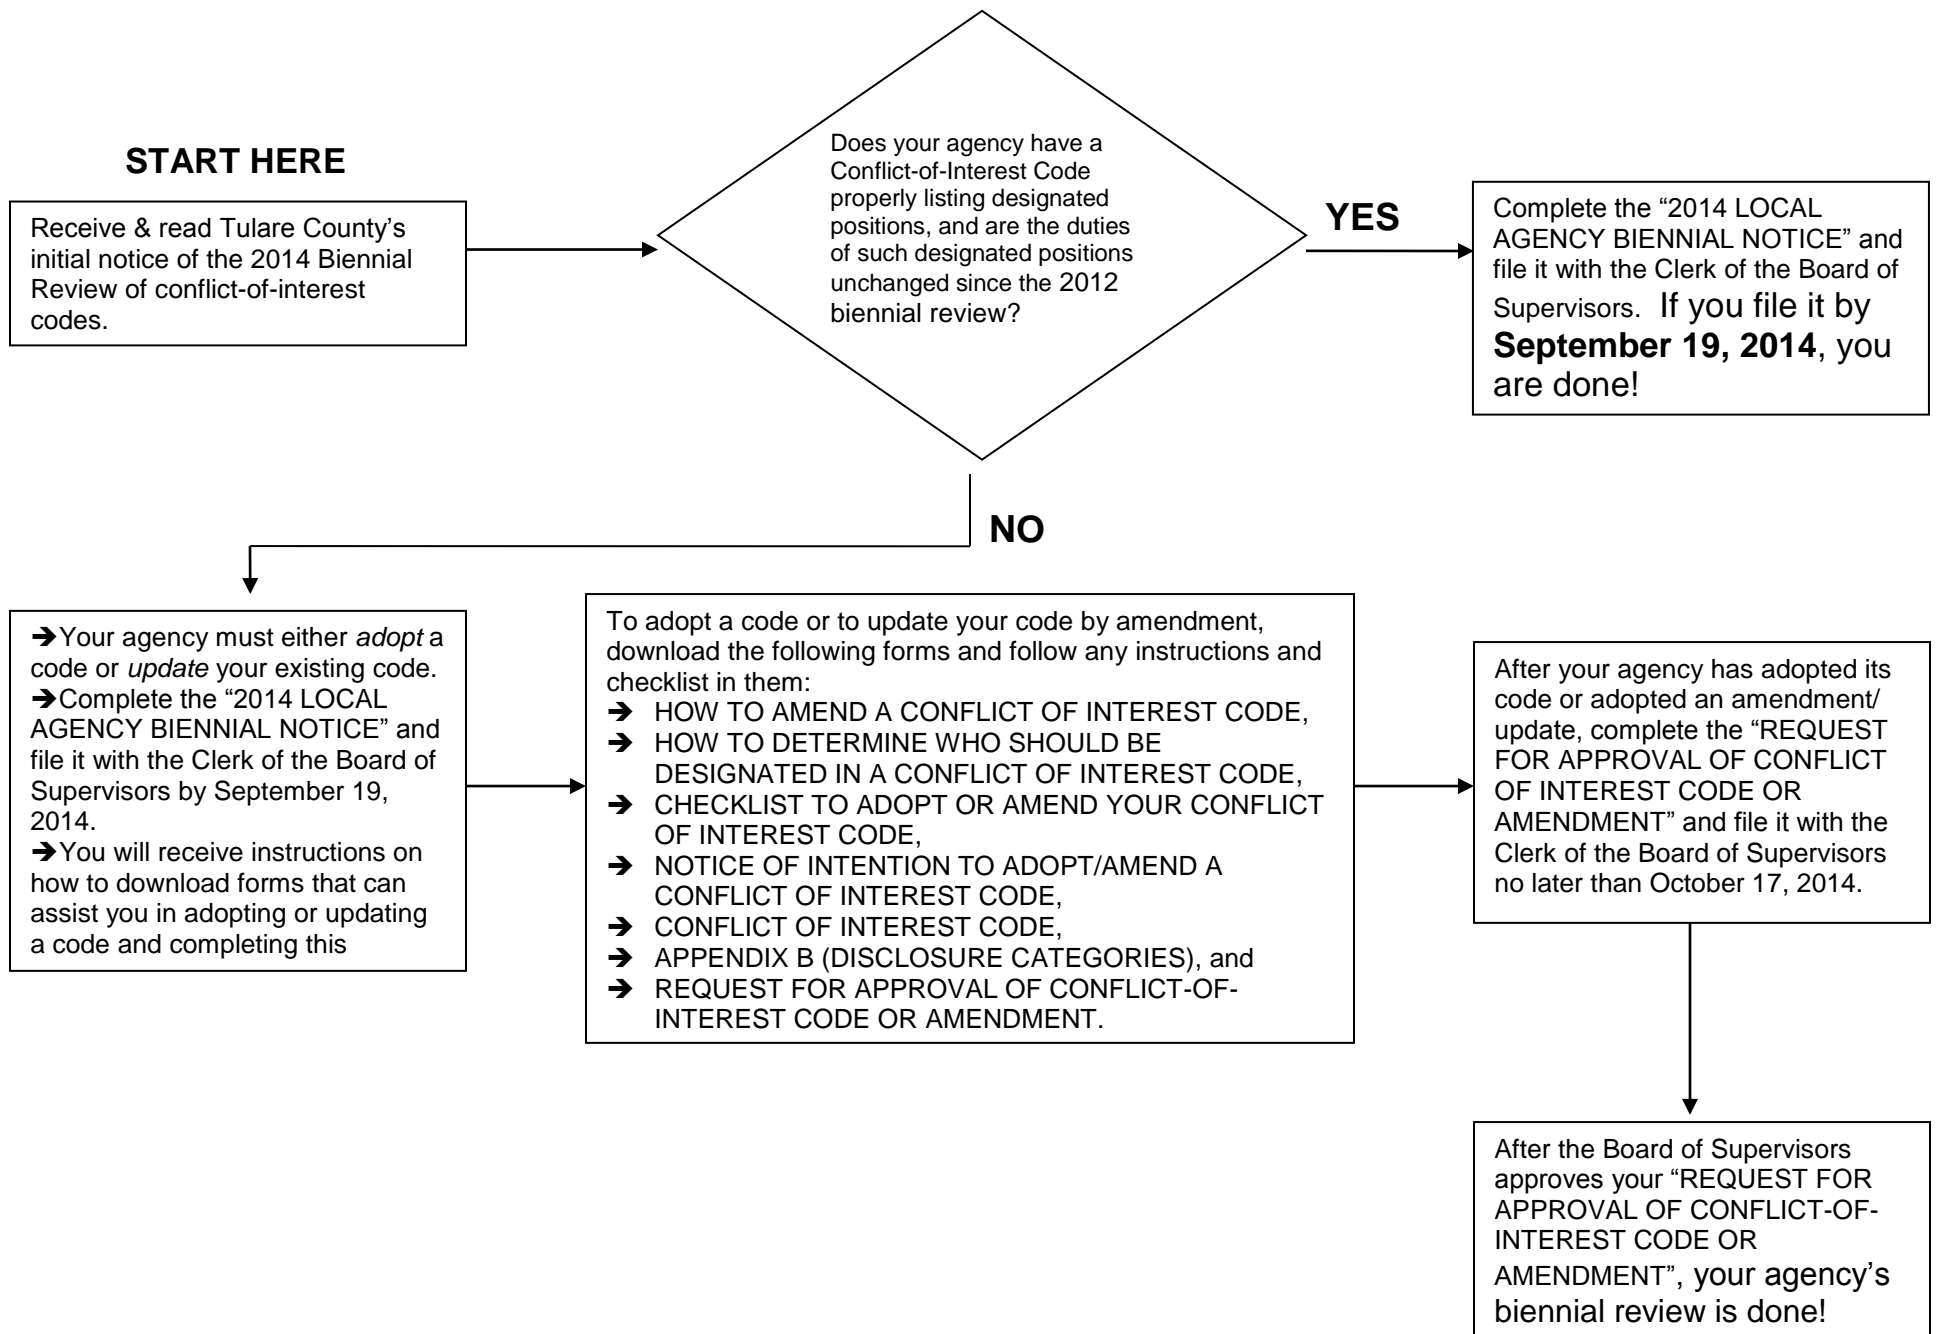 START HERE
Receive & read Tulare County’s
initial notice of the 2014 Biennial
Review of conflict-of-interest
codes.
Does your agency have a
Conflict-of-Interest Code
properly listing designated
positions, and are the duties
of such designated positions
unchanged since the 2012
biennial review?
YES
Complete the “2014 LOCAL
AGENCY BIENNIAL NOTICE” and
file it with the Clerk of the Board of
Supervisors. If you file it by
September 19, 2014, you
are done!
NO
➔Your agency must either adopt a
code or update your existing code.
➔Complete the “2014 LOCAL
AGENCY BIENNIAL NOTICE” and
file it with the Clerk of the Board of
Supervisors by September 19,
2014.
➔You will receive instructions on
how to download forms that can
assist you in adopting or updating
a code and completing this
To adopt a code or to update your code by amendment,
download the following forms and follow any instructions and
checklist in them:
➔ HOW TO AMEND A CONFLICT OF INTEREST CODE,
➔ HOW TO DETERMINE WHO SHOULD BE
DESIGNATED IN A CONFLICT OF INTEREST CODE,
➔ CHECKLIST TO ADOPT OR AMEND YOUR CONFLICT
OF INTEREST CODE,
➔ NOTICE OF INTENTION TO ADOPT/AMEND A
CONFLICT OF INTEREST CODE,
➔ CONFLICT OF INTEREST CODE,
➔ APPENDIX B (DISCLOSURE CATEGORIES), and
➔ REQUEST FOR APPROVAL OF CONFLICT-OF-
INTEREST CODE OR AMENDMENT.
After your agency has adopted its
code or adopted an amendment/
update, complete the “REQUEST
FOR APPROVAL OF CONFLICT
OF INTEREST CODE OR
AMENDMENT” and file it with the
Clerk of the Board of Supervisors
no later than October 17, 2014.
After the Board of Supervisors
approves your “REQUEST FOR
APPROVAL OF CONFLICT-OF-
INTEREST CODE OR
AMENDMENT”, your agency’s
biennial review is done!